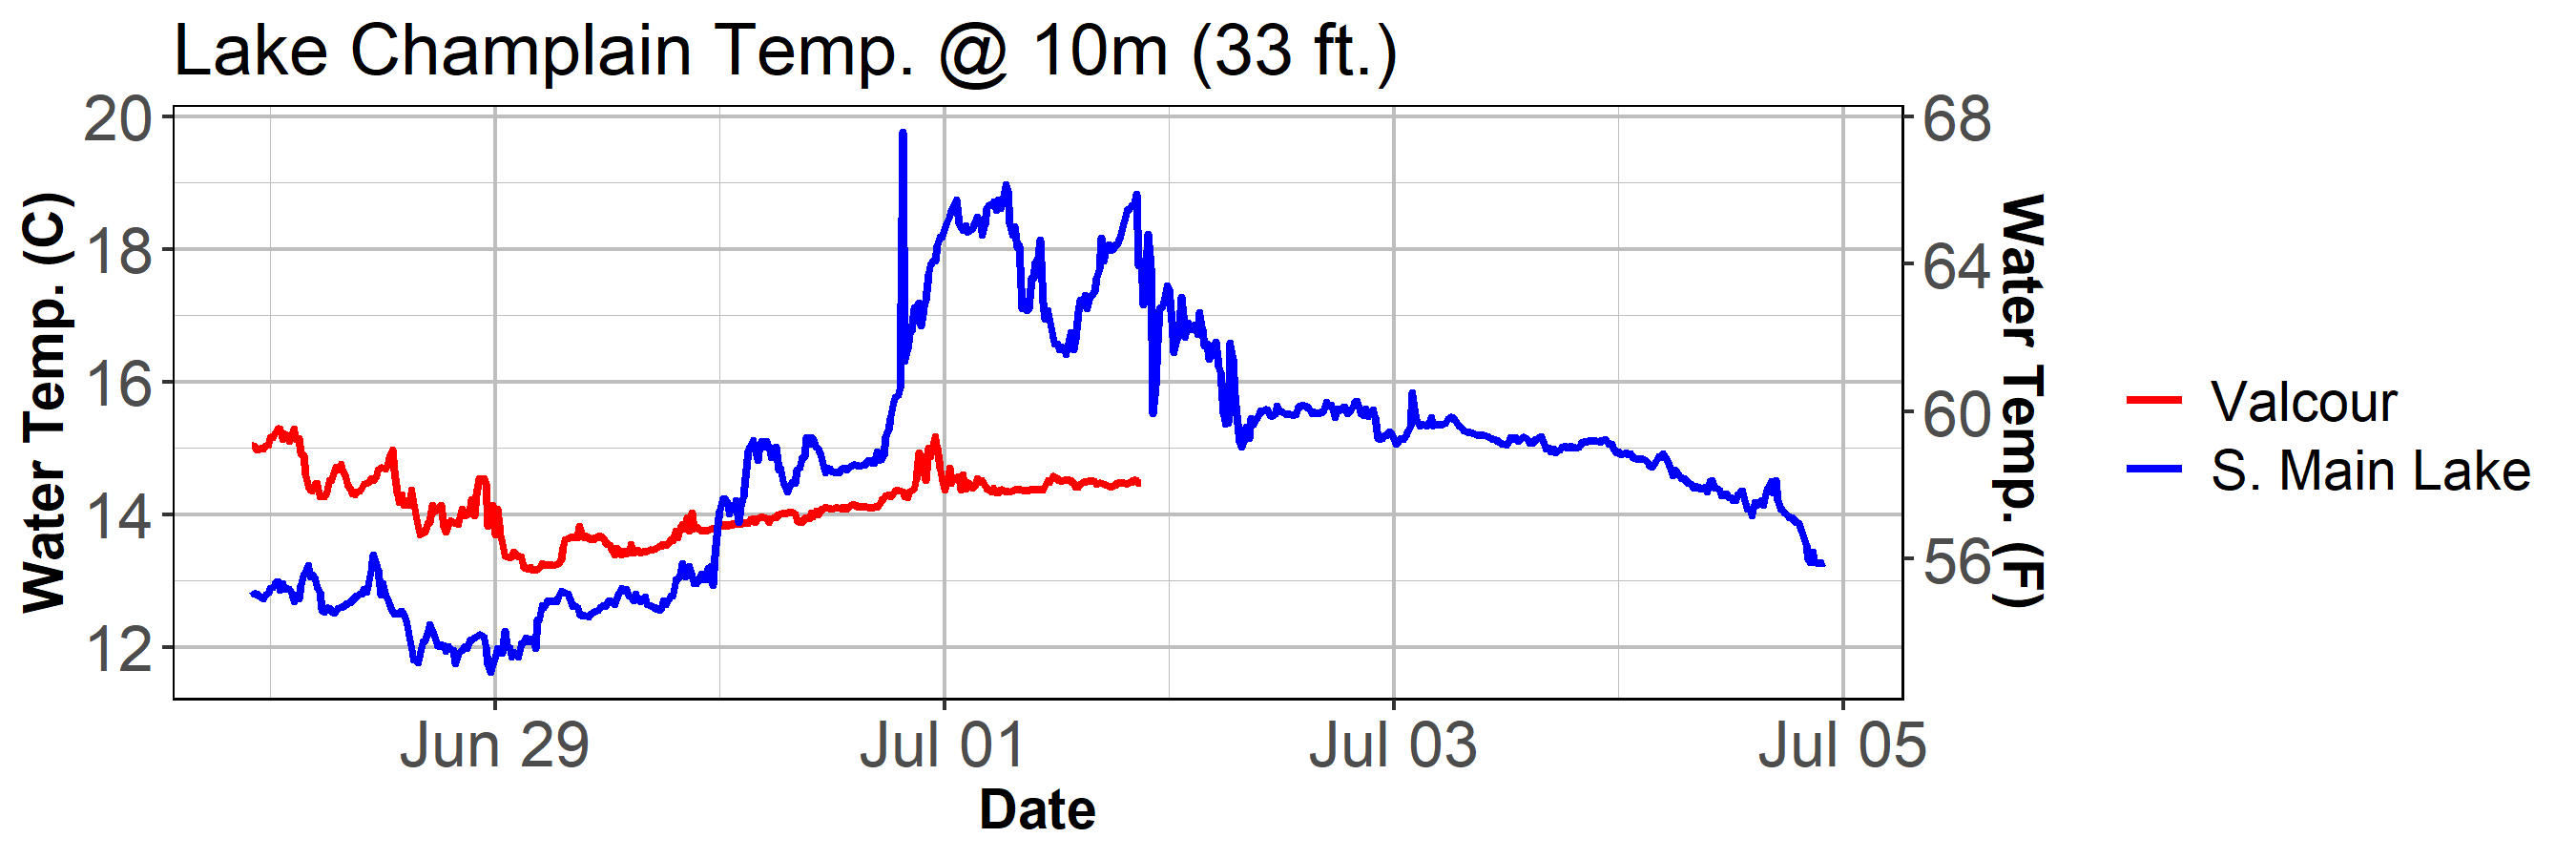 Lake Champlain Temp. @ 10m (33 ft.)
Water Temp. (C)
20
18
16
14
12
68
64
60
56
Water Temp. (F)
Jun 29
Jul 01
Jul 03
Jul 05
Date
Valcour
S. Main Lake